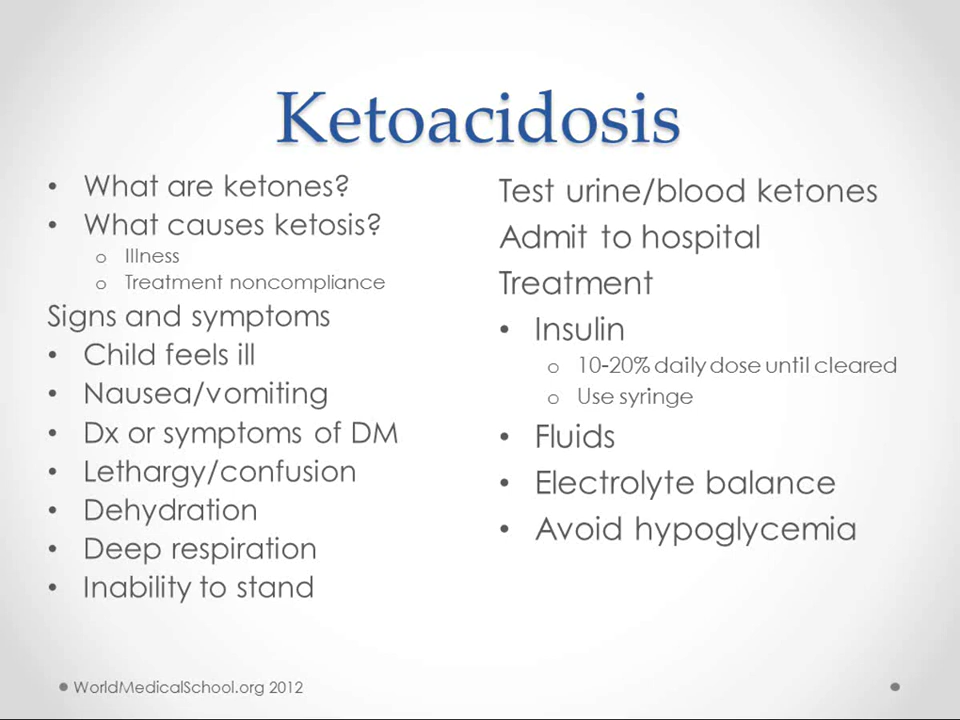 Ketoacidosis
• What are ketones?
• What causes ketosis?
o Illness
o Treatment noncompliance
Signs and symptoms
• Child feels ill
• Nausea/vomiting
• Dx or symptoms of DM
• Lethargy/confusion
• Dehydration
• Deep respiration
• Inability to stand
Test urine/blood ketones
Admit to hospital
Treatment
• Insulin
o 10-20% daily dose until cleared
o Use syringe
• Fluids
• Electrolyte balance
• Avoid hypoglycemia
WorldMedicalSchool.org 2012